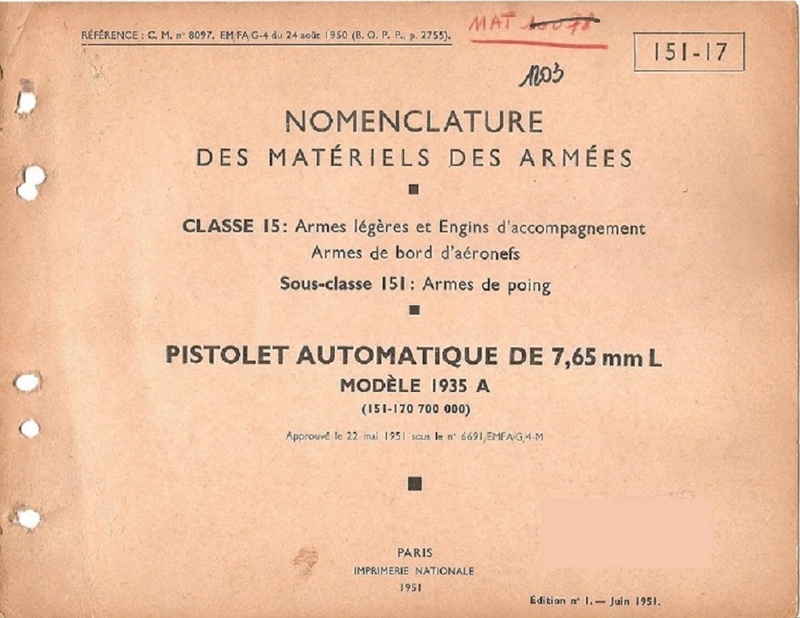 RÉFÉRENCE : C. M. n° 8097, EM/FA G-4 du 24 août 1950 (B. O. P. P., p. 2755).
MAT
151-17
1203
NOMENCLATURE
DES MATÉRIELS DES ARMÉES
CLASSE 15 : Armes légères et Engins d'accompagnement
Armes de bord d'aéronefs
Sous-classe 151 : Armes de poing
PISTOLET AUTOMATIQUE DE 7,65 mm L
MODÈLE 1935 A
(151-170 700 000)
Approuvé le 22 mai 1951 sous le n° 6691/EMFA/G/4-M
PARIS
IMPRIMERIE NATIONALE
1951
Édition n° 1. — Juin 1951.